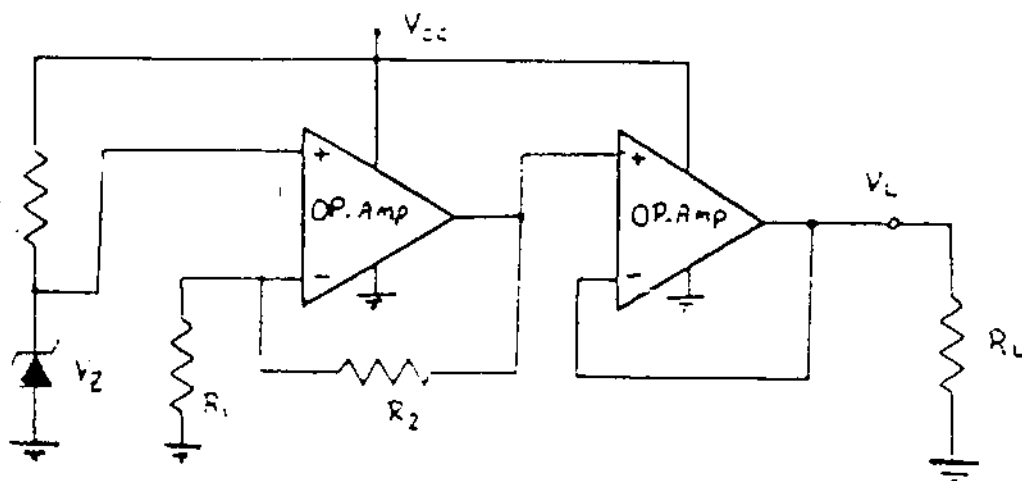 Vcc
+
OP.Amp
-
+
OP.Amp
-
VL
VZ
R1
R2
RL